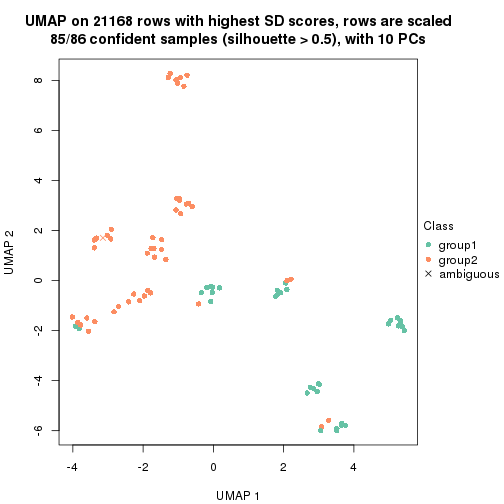 UMAP on 21168 rows with highest SD scores, rows are scaled
85/86 confident samples (silhouette > 0.5), with 10 PCs
8
6
4
2
0
-2
-4
-6
UMAP 2
-4
-2
0
2
4
UMAP 1
Class
group1
group2
ambiguous